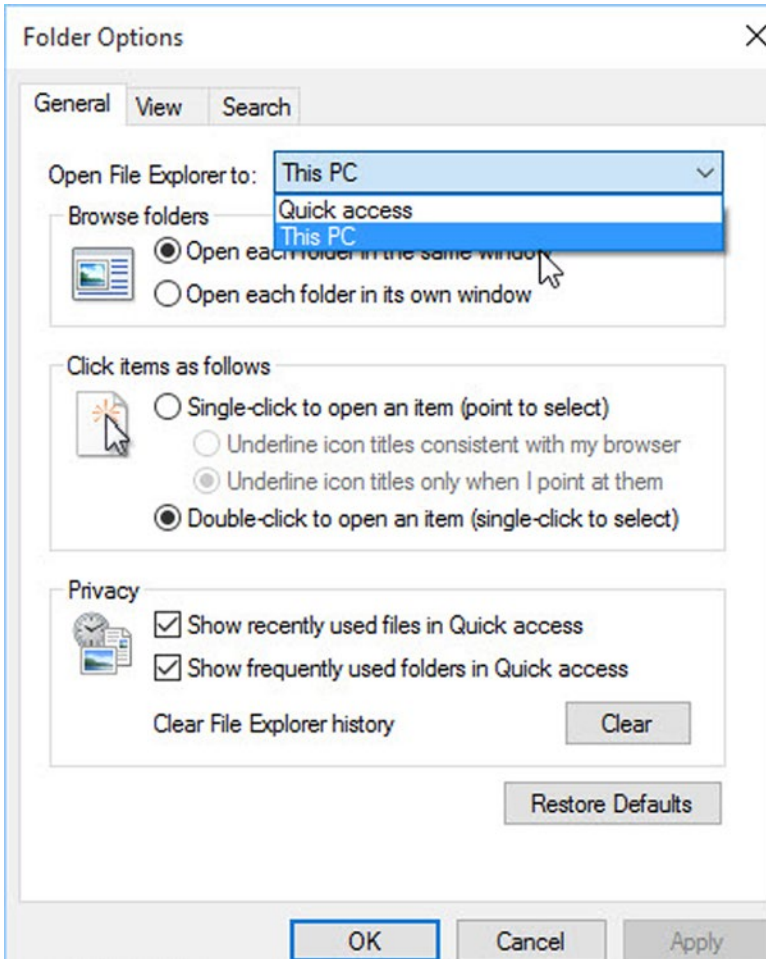 Folder Options
General View Search
Open File Explorer to: This PC
Quick access
This PC
Browse folders
Open each folder in the same window
Open each folder in its own window
Click items as follows
Single-click to open an item (point to select)
Underline icon titles consistent with my browser
Underline icon titles only when I point at them
Double-click to open an item (single-click to select)
Privacy
Show recently used files in Quick access
Show frequently used folders in Quick access
Clear File Explorer history Clear
Restore Defaults
OK Cancel Apply